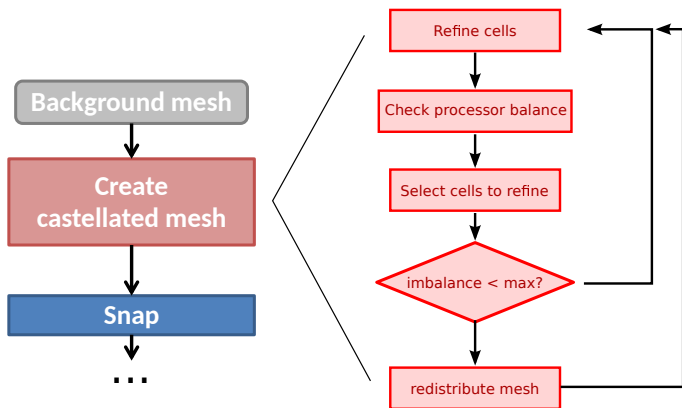 Background mesh
Create
castellated mesh
Snap
...
Refine cells
Check processor balance
Select cells to refine
imbalance < max?
redistribute mesh